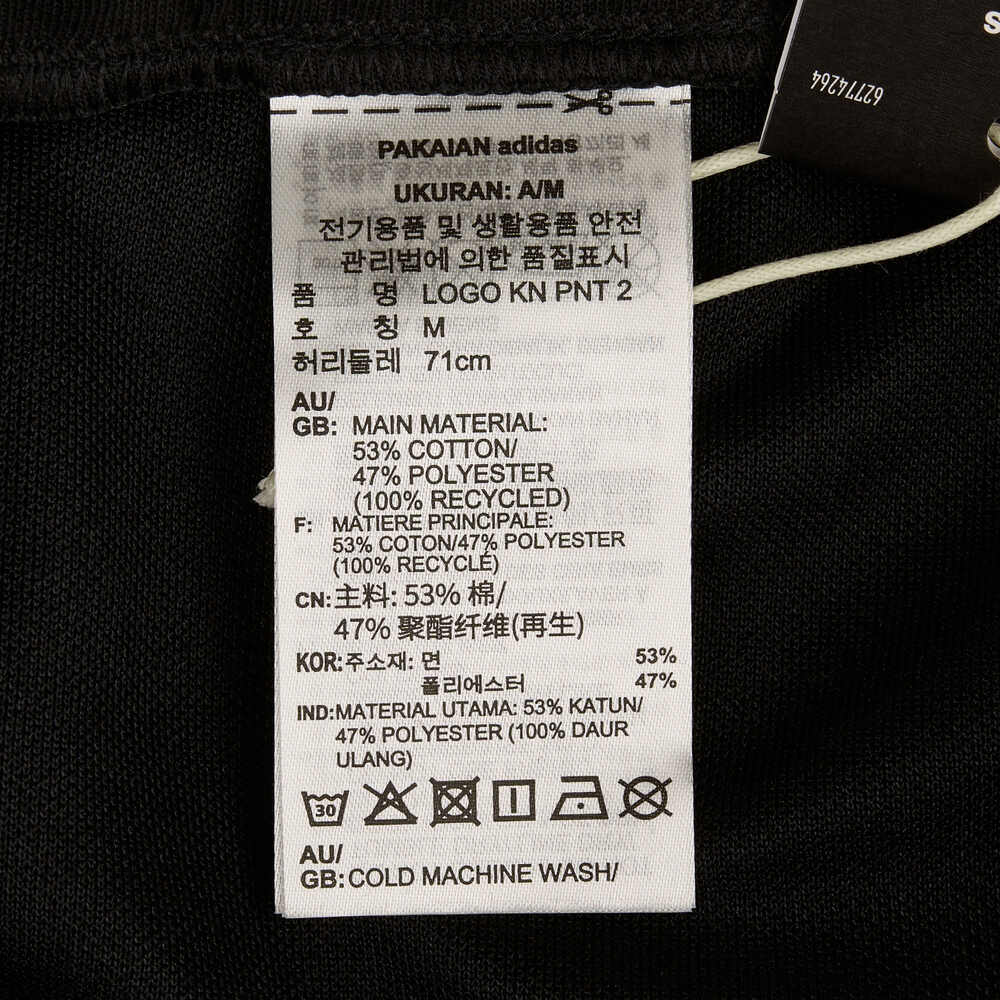 S
62774264
PAKAIAN adidas
UKURAN: A/M
전기용품 및 생활용품 안전
관리법에 의한 품질표시
품 명 LOGO KN PNT 2
호 칭 M
허리둘레 71cm
AU/
GB: MAIN MATERIAL:
53% COTTON/
47% POLYESTER
(100% RECYCLED)
F: MATIERE PRINCIPALE:
53% COTON/47% POLYESTER
(100% RECYCLÉ)
CN:主料: 53% 棉/
47% 聚酯纤维(再生)
KOR:주소재: 면 53%
폴리에스터 47%
IND:MATERIAL UTAMA: 53% KATUN/
47% POLYESTER (100% DAUR
ULANG)
30
AU/
GB:COLD MACHINE WASH/